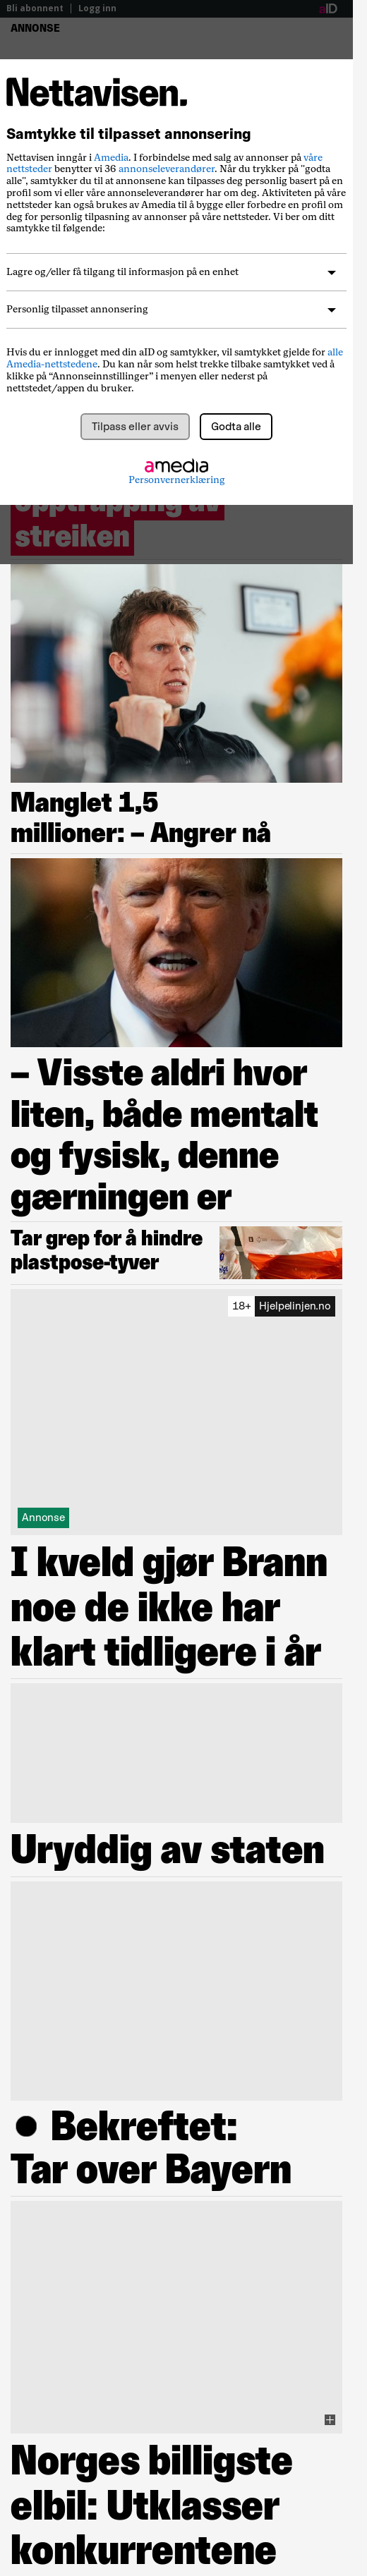 Bli abonnent
Logg inn
aID
ANNONSE
Nettavisen.
Samtykke til tilpasset annonsering
Nettavisen inngår i Amedia. I forbindelse med salg av annonser på våre
nettsteder benytter vi 36 annonseleverandører. Når du trykker på "godta
alle", samtykker du til at annonsene kan tilpasses deg personlig basert på en
profil som vi eller våre annonseleverandører har om deg. Aktiviteten på våre
nettsteder kan også brukes av Amedia til å bygge eller forbedre en profil om
deg for personlig tilpasning av annonser på våre nettsteder. Vi ber om ditt
samtykke til følgende:
Lagre og/eller få tilgang til informasjon på en enhet
Personlig tilpasset annonsering
Hvis du er innlogget med din aID og samtykker, vil samtykket gjelde for alle
Amedia-nettstedene. Du kan når som helst trekke tilbake samtykket ved å
klikke på “Annonseinnstillinger” i menyen eller nederst på
nettstedet/appen du bruker.
Tilpass eller avvis
Godta alle
amedia
Personvernerklæring
Opptrapping av
streiken
Manglet 1,5
millioner: – Angrer nå
– Visste aldri hvor
liten, både mentalt
og fysisk, denne
gærningen er
Tar grep for å hindre
plastpose-tyver
18+ Hjelpelinjen.no
Annonse
I kveld gjør Brann
noe de ikke har
klart tidligere i år
Uryddig av staten
● Bekreftet:
Tar over Bayern
Norges billigste
elbil: Utklasser
konkurrentene